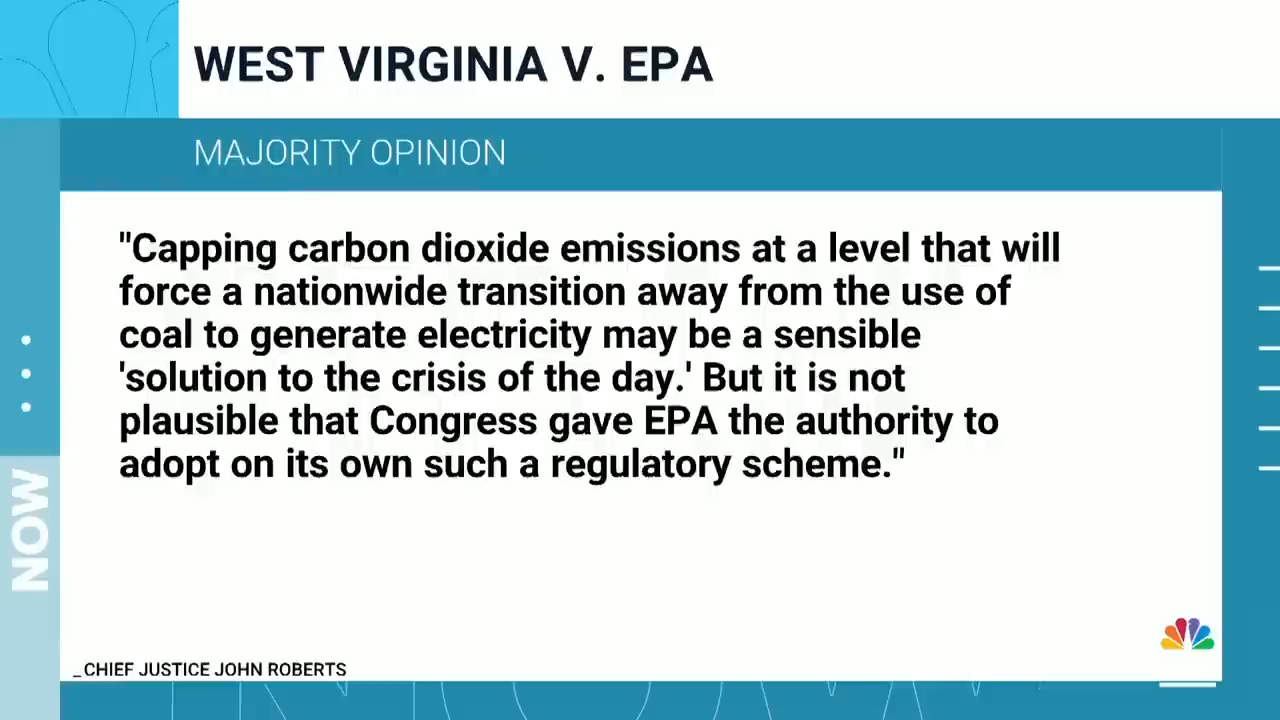 WEST VIRGINIA V. EPA
MAJORITY OPINION
"Capping carbon dioxide emissions at a level that will
force a nationwide transition away from the use of
coal to generate electricity may be a sensible
'solution to the crisis of the day.' But it is not
plausible that Congress gave EPA the authority to
adopt on its own such a regulatory scheme."
NOW
_CHIEF JUSTICE JOHN ROBERTS